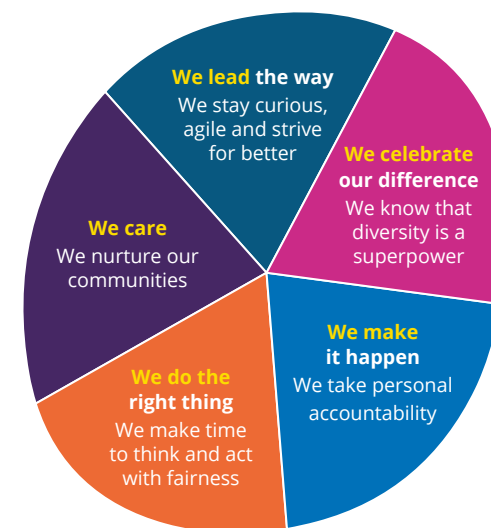 We lead the way
We stay curious,
agile and strive
for better
We celebrate
our difference
We know that
diversity is a
superpower
We make
it happen
We take personal
accountability
We do the
right thing
We make time
to think and act
with fairness
We care
We nurture our
communities